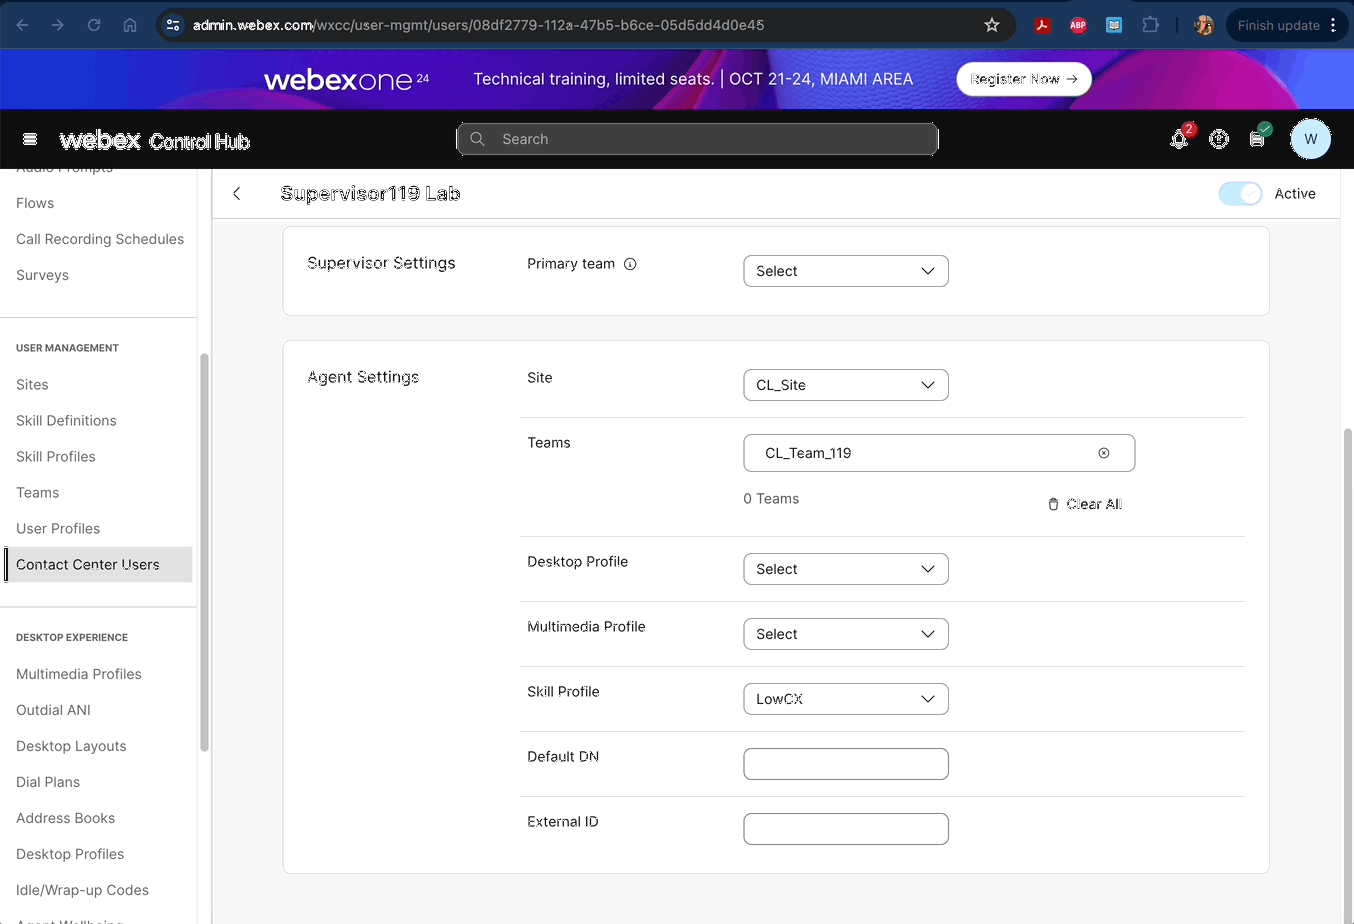 admin.webex.com/wxcc/user-mgmt/users/08df2779-112a-47b5-b6ce-05d5dd4d0e45
ABP
Finish update
webexone 24
Technical training, limited seats. | OCT 21-24, MIAMI AREA
Register Now →
webex Control Hub
Search
2
W
Audio Prompts
Flows
Call Recording Schedules
Surveys
USER MANAGEMENT
Sites
Skill Definitions
Skill Profiles
Teams
User Profiles
Contact Center Users
DESKTOP EXPERIENCE
Multimedia Profiles
Outdial ANI
Desktop Layouts
Dial Plans
Address Books
Desktop Profiles
Idle/Wrap-up Codes
Agent Wellbeing
Supervisor119 Lab
Active
Supervisor Settings
Primary team
Select
Agent Settings
Site
CL_Site
Teams
CL_Team_119
0 Teams
Clear All
Desktop Profile
Select
Multimedia Profile
Select
Skill Profile
LowCX
Default DN
External ID